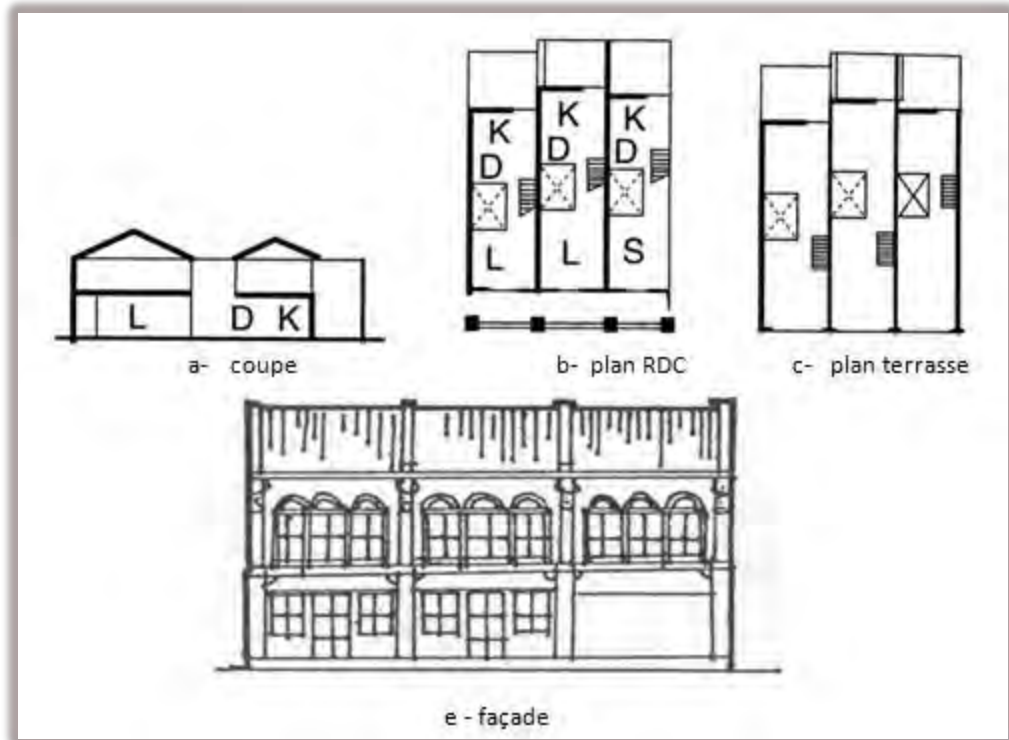 L D K
a- coupe
K K K
D D D
L L S
b- plan RDC
c- plan terrasse
e - façade